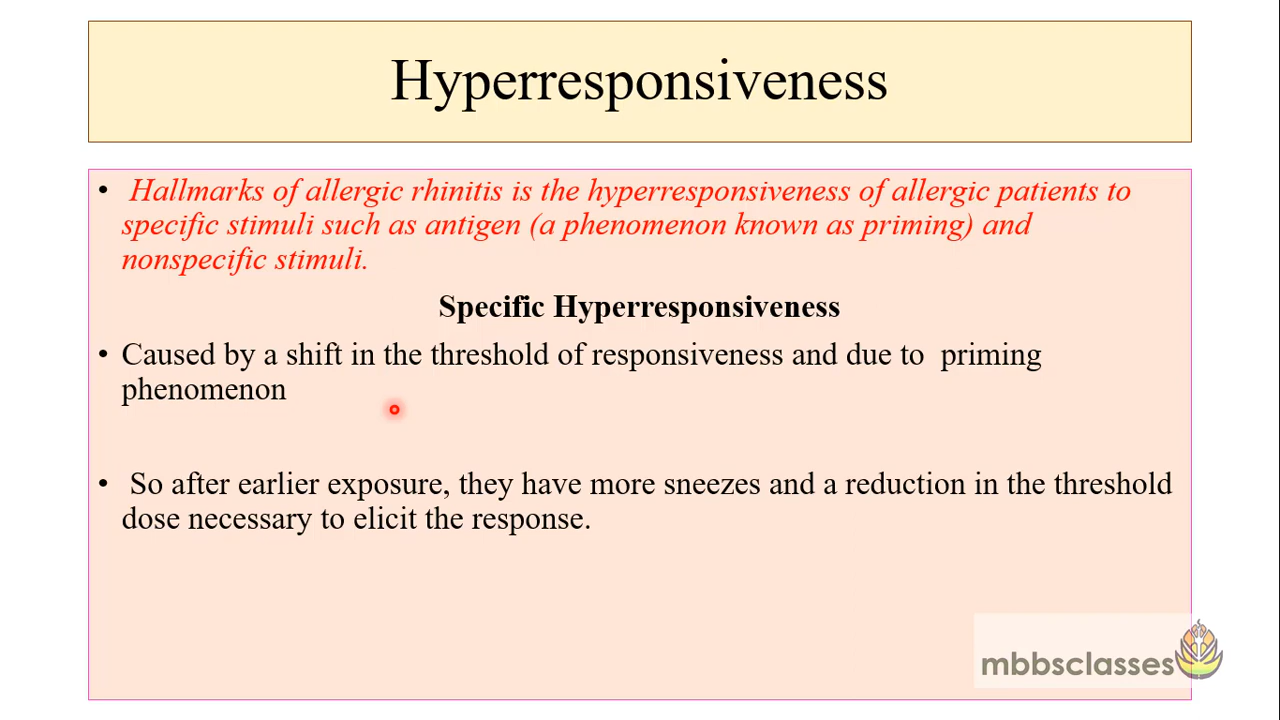 Hyperresponsiveness
• Hallmarks of allergic rhinitis is the hyperresponsiveness of allergic patients to
specific stimuli such as antigen (a phenomenon known as priming) and
nonspecific stimuli.
Specific Hyperresponsiveness
• Caused by a shift in the threshold of responsiveness and due to priming
phenomenon
• So after earlier exposure, they have more sneezes and a reduction in the threshold
dose necessary to elicit the response.
mbbsclasses